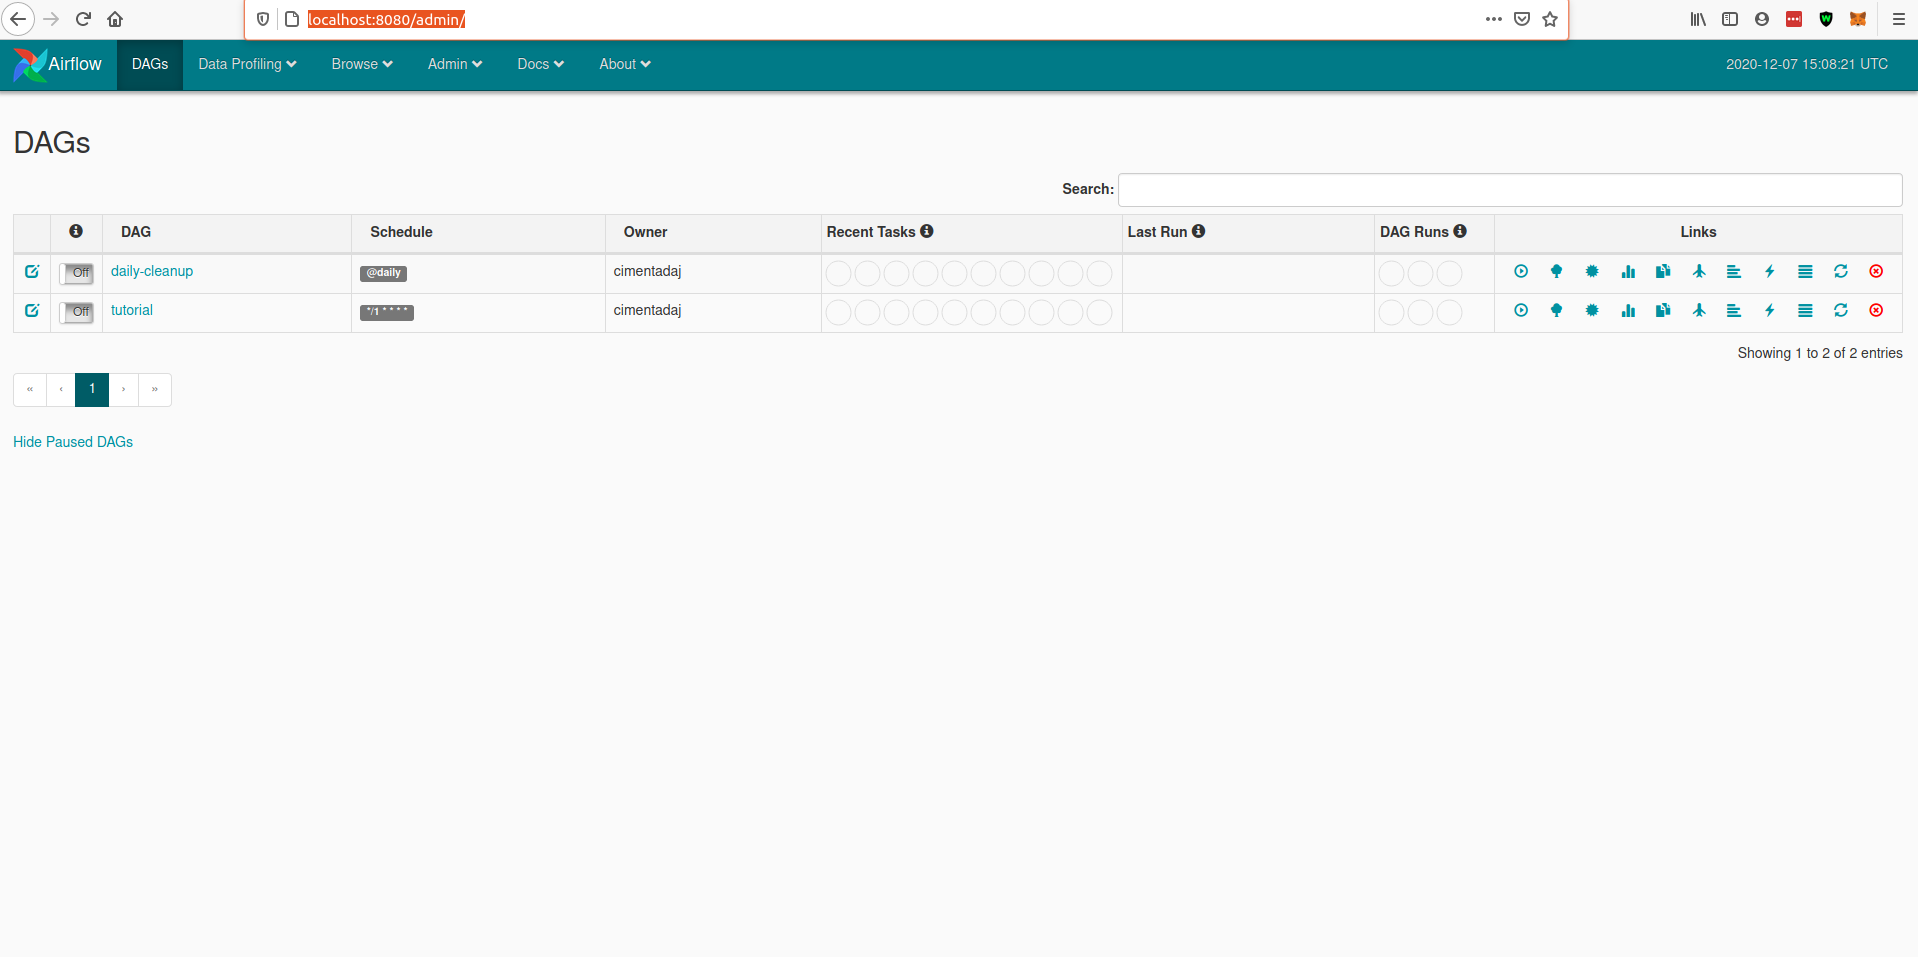 localhost:8080/admin/
Airflow DAGs Data Profiling Browse Admin Docs About 2020-12-07 15:08:21 UTC
DAGs
Search:
DAG Schedule Owner Recent Tasks Last Run DAG Runs Links
Off daily-cleanup @daily cimentadaj
Off tutorial */1 * * * * cimentadaj
Showing 1 to 2 of 2 entries
« ‹ 1 › »
Hide Paused DAGs